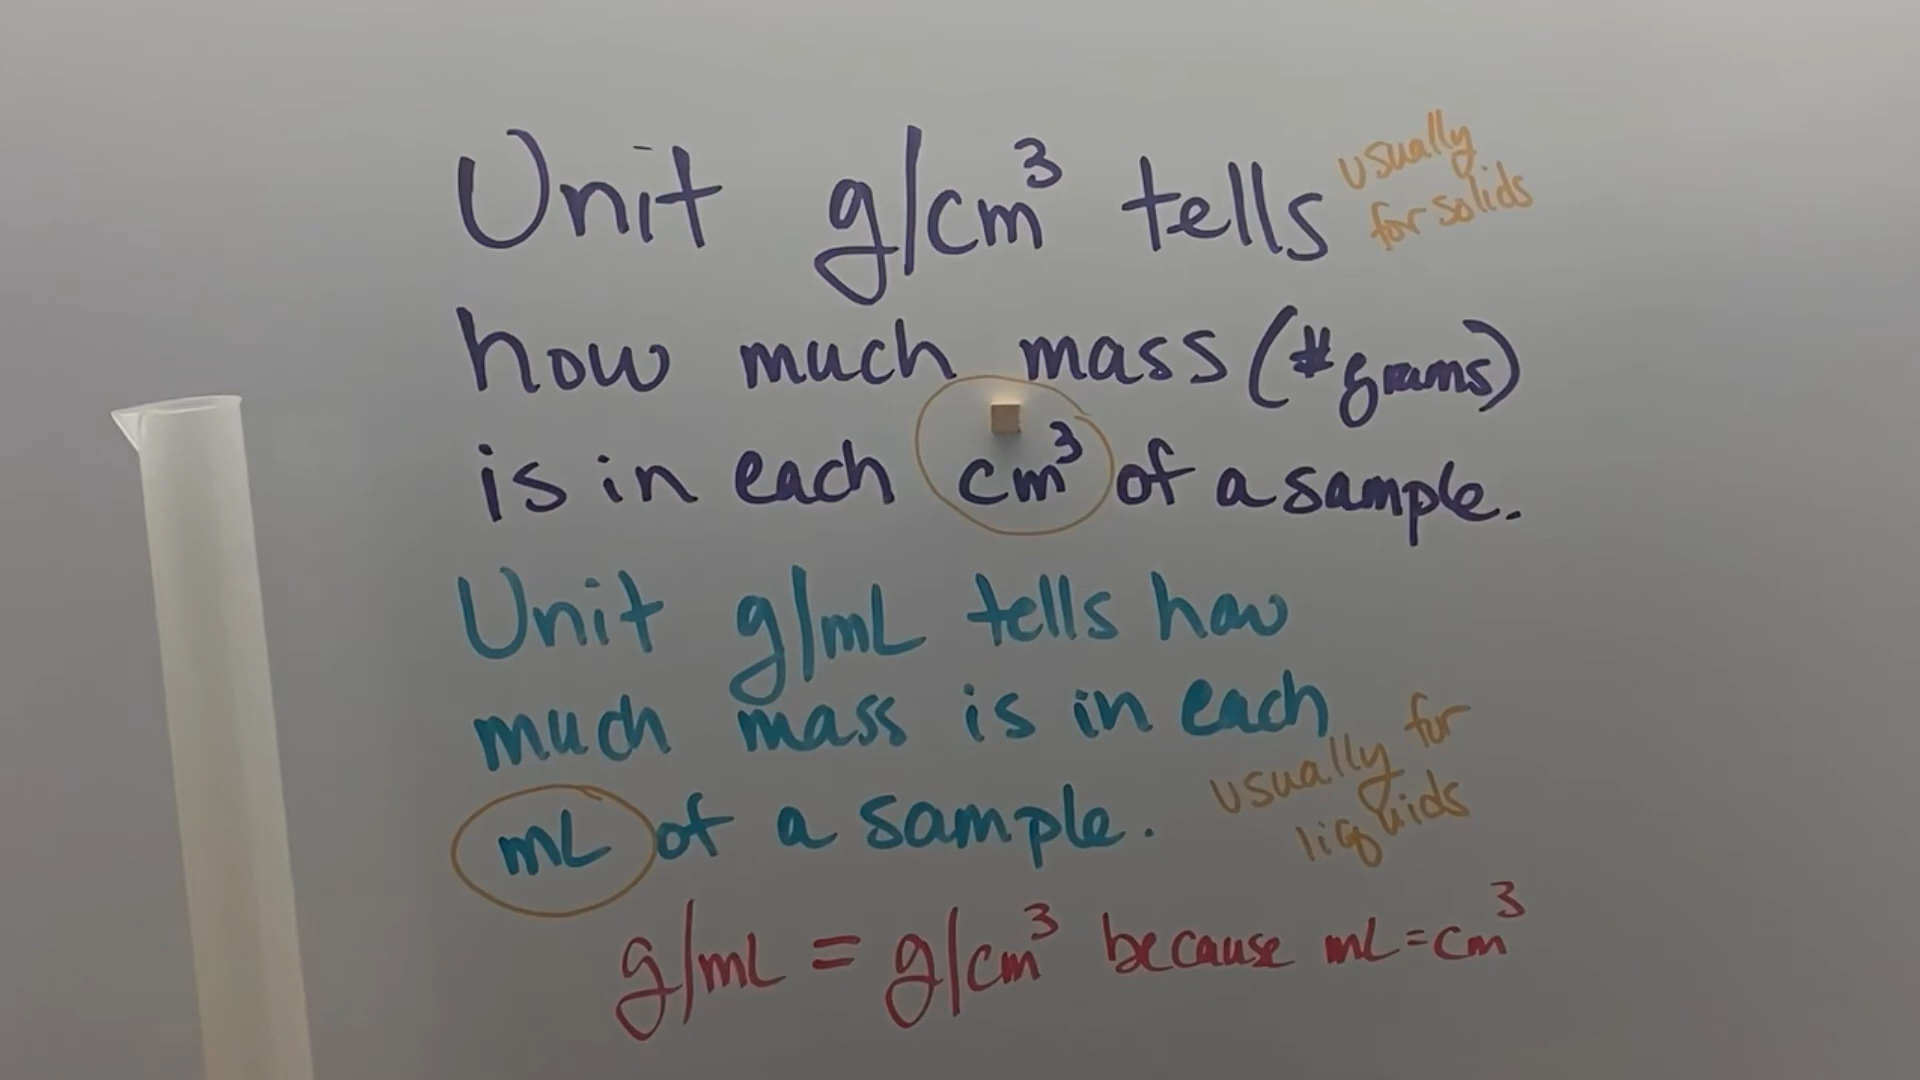 Unit g/cm³ tells
usually
for solids
how much mass (# grams)
is in each cm³ of a sample.
Unit g/mL tells how
much mass is in each
mL of a sample.
usually for
liquids
g/mL = g/cm³ because mL = cm³